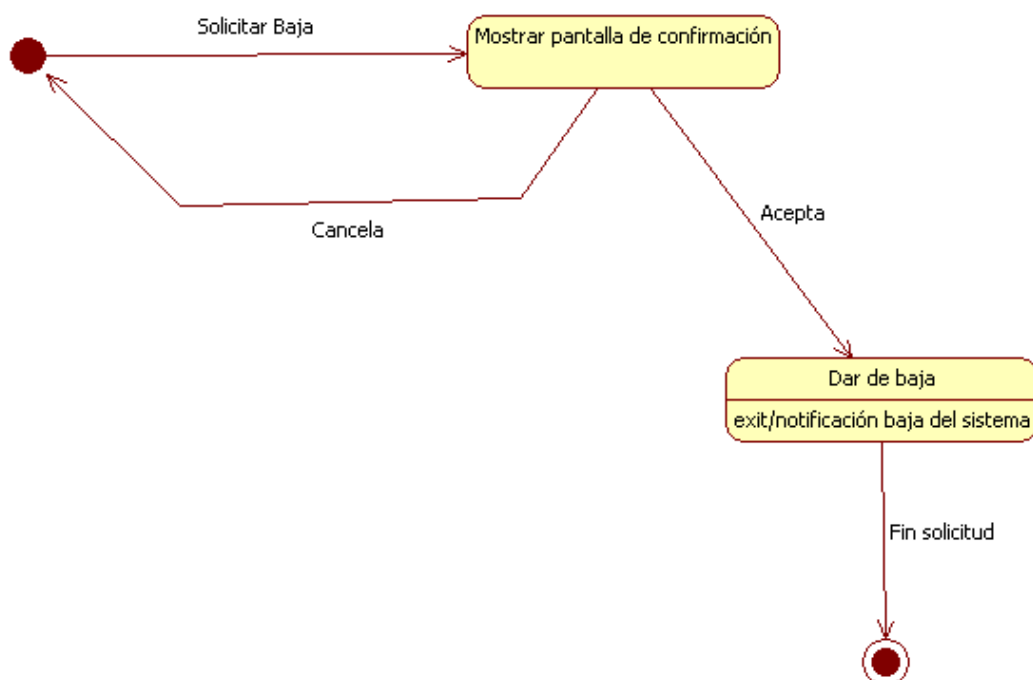 Solicitar Baja
Mostrar pantalla de confirmación
Cancela
Acepta
Dar de baja
exit/notificación baja del sistema
Fin solicitud